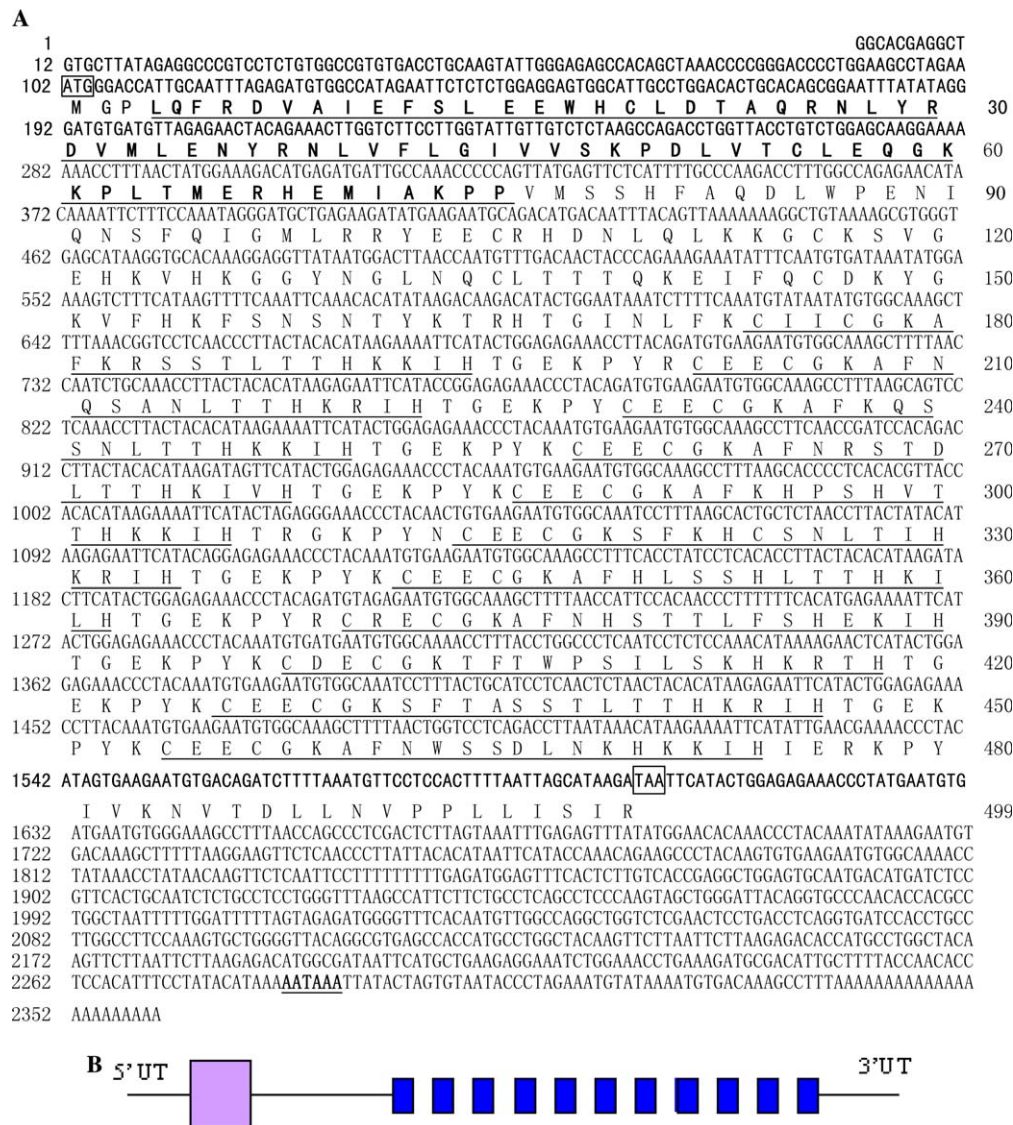 A
1 GGCACGAGGCT
12 GTGCTTATAGAGGCCCGTCCTCTGTGGCCGTGTGACCTGCAAGTATTGGGAGAGCCACAGCTAAACCCCGGGACCCCTGGAAGCCTAGAA
102 ATGGGACCATTGCAATTTAGAGATGTGGCCATAGAATTCTCTCTGGAGGAGTGGCATTGCCTGGACACTGCACAGCGGAATTTATATAGG
M G P L Q F R D V A I E F S L E E W H C L D T A Q R N L Y R 30
192 GATGTGATGTTAGAGAACTACAGAAACTTGGTCTTCCTTGGTATTGTTGTCTCTAAGCCAGACCTGGTTACCTGTCTGGAGCAAGGAAAA
D V M L E N Y R N L V F L G I V V S K P D L V T C L E Q G K 60
282 AAACCTTTAACTATGGAAAGACATGAGATGATTGCCAAACCCCCAGTTATGAGTTCTCATTTTGCCCAAGACCTTTGGCCAGAGAACATA
K P L T M E R H E M I A K P P V M S S H F A Q D L W P E N I 90
372 CAAAATTCTTTCCAAATAGGGATGCTGAGAAGATATGAAGAATGCAGACATGACAATTTACAGTTAAAAAAAGGCTGTAAAAGCGTGGGT
Q N S F Q I G M L R R Y E E C R H D N L Q L K K G C K S V G 120
462 GAGCATAAGGTGCACAAAGGAGGTTATAATGGACTTAACCAATGTTTGACAACTACCCAGAAAGAAATATTTCAATGTGATAAATATGGA
E H K V H K G G Y N G L N Q C L T T T Q K E I F Q C D K Y G 150
552 AAAGTCTTTCATAAGTTTTCAAATTCAAACACATATAAGACAAGACATACTGGAATAAATCTTTTCAAATGTATAATATGTGGCAAAGCT
K V F H K F S N S N T Y K T R H T G I N L F K C I I C G K A 180
642 TTTAAACGGTCCTCAACCCTTACTACACATAAGAAAATTCATACTGGAGAGAAACCTTACAGATGTGAAGAATGTGGCAAAGCTTTTAAC
F K R S S T L T T H K K I H T G E K P Y R C E E C G K A F N 210
732 CAATCTGCAAACCTTACTACACATAAGAGAATTCATACCGGAGAGAAACCCTACAGATGTGAAGAATGTGGCAAAGCCTTTAAGCAGTCC
Q S A N L T T H K R I H T G E K P Y C E E C G K A F K Q S 240
822 TCAAACCTTACTACACATAAGAAAATTCATACTGGAGAGAAACCCTACAAATGTGAAGAATGTGGCAAAGCCTTCAACCGATCCACAGAC
S N L T T H K K I H T G E K P Y K C E E C G K A F N R S T D 270
912 CTTACTACACATAAGATAGTTCATACTGGAGAGAAACCCTACAAATGTGAAGAATGTGGCAAAGCCTTTAAGCACCCCTCACACGTTACC
L T T H K I V H T G E K P Y K C E E C G K A F K H P S H V T 300
1002 ACACATAAGAAAATTCATACTAGAGGGAAACCCTACAACTGTGAAGAATGTGGCAAATCCTTTAAGCACTGCTCTAACCTTACTATACAT
T H K K I H T R G K P Y N C E E C G K S F K H C S N L T I H 330
1092 AAGAGAATTCATACAGGAGAGAAACCCTACAAATGTGAAGAATGTGGCAAAGCCTTTCACCTATCCTCACACCTTACTACACATAAGATA
K R I H T G E K P Y K C E E C G K A F H L S S H L T T H K I 360
1182 CTTCATACTGGAGAGAAACCCTACAGATGTAGAGAATGTGGCAAAGCTTTTAACCATTCCACAACCCTTTTTTCACATGAGAAAATTCAT
L H T G E K P Y R C R E C G K A F N H S T T L F S H E K I H 390
1272 ACTGGAGAGAAACCCTACAAATGTGATGAATGTGGCAAAACCTTTACCTGGCCCTCAATCCTCTCCAAACATAAAAGAACTCATACTGGA
T G E K P Y K C D E C G K T F T W P S I L S K H K R T H T G 420
1362 GAGAAACCCTACAAATGTGAAGAATGTGGCAAATCCTTTACTGCATCCTCAACTCTAACTACACATAAGAGAATTCATACTGGAGAGAAA
E K P Y K C E E C G K S F T A S S T L T T H K R I H T G E K 450
1452 CCTTACAAATGTGAAGAATGTGGCAAAGCTTTTAACTGGTCCTCAGACCTTAATAAACATAAGAAAATTCATATTGAACGAAAACCCTAC
P Y K C E E C G K A F N W S S D L N K H K K I H I E R K P Y 480
1542 ATAGTGAAGAATGTGACAGATCTTTTAAATGTTCCTCCACTTTTAATTAGCATAAGATAATTCATACTGGAGAGAAACCCTATGAATGTG
I V K N V T D L L N V P P L L I S I R 499
1632 ATGAATGTGGGAAAGCCTTTAACCAGCCCTCGACTCTTAGTAAATTTGAGAGTTTATATGGAACACAAACCCTACAAATATAAAGAATGT
1722 GACAAAGCTTTTTAAGGAAGTTCTCAACCCTTATTACACATAATTCATACCAAACAGAAGCCCTACAAGTGTGAAGAATGTGGCAAAACC
1812 TATAAACCTATAACAAGTTCTCAATTCCTTTTTTTTTGAGATGGAGTTTCACTCTTGTCACCGAGGCTGGAGTGCAATGACATGATCTCC
1902 GTTCACTGCAATCTCTGCCTCCTGGGTTTAAGCCATTCTTCTGCCTCAGCCTCCCAAGTAGCTGGGATTACAGGTGCCCAACACCACGCC
1992 TGGCTAATTTTTGGATTTTTAGTAGAGATGGGGTTTCACAATGTTGGCCAGGCTGGTCTCGAACTCCTGACCTCAGGTGATCCACCTGCC
2082 TTGGCCTTCCAAAGTGCTGGGGTTACAGGCGTGAGCCACCATGCCTGGCTACAAGTTCTTAATTCTTAAGAGACACCATGCCTGGCTACA
2172 AGTTCTTAATTCTTAAGAGACATGGCGATAATTCATGCTGAAGAGGAAATCTGGAAACCTGAAAGATGCGACATTGCTTTTACCAACACC
2262 TCCACATTTCCTATACATAAAAATAAATTATACTAGTGTAATACCCTAGAAATGTATAAAATGTGACAAAGCCTTTAAAAAAAAAAAAAA
2352 AAAAAAAAA
B 5'UT 3'UT